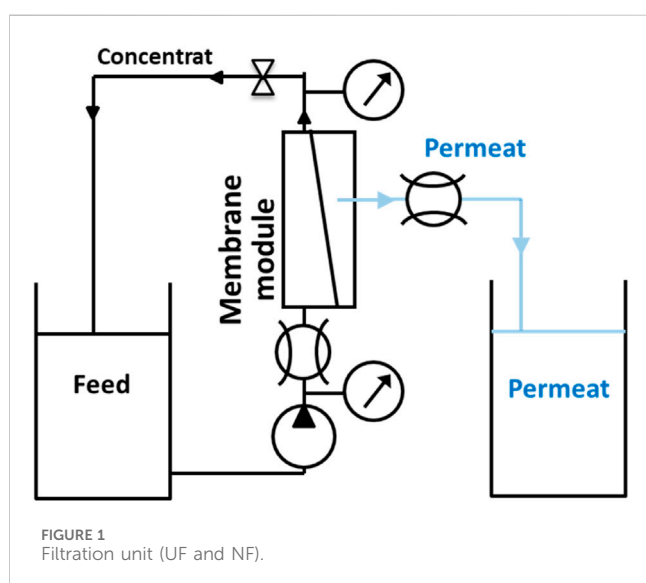 Concentrat
Permeat
Membrane
module
Feed
Permeat
FIGURE 1
Filtration unit (UF and NF).